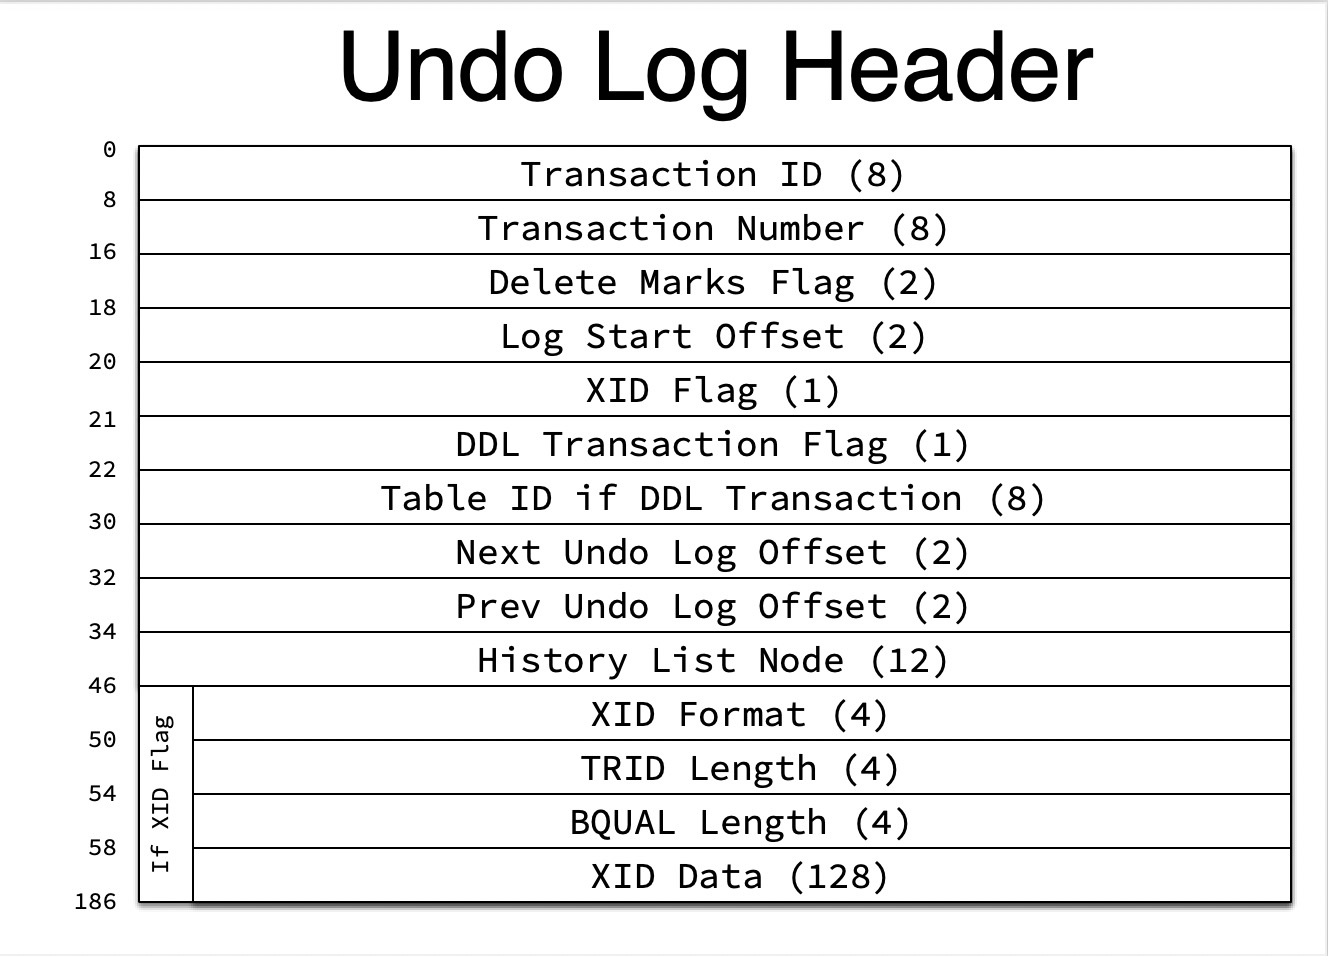 Undo Log Header
0
Transaction ID (8)
8
Transaction Number (8)
16
Delete Marks Flag (2)
18
Log Start Offset (2)
20
XID Flag (1)
21
DDL Transaction Flag (1)
22
Table ID if DDL Transaction (8)
30
Next Undo Log Offset (2)
32
Prev Undo Log Offset (2)
34
History List Node (12)
46
If XID Flag
XID Format (4)
50
TRID Length (4)
54
BQUAL Length (4)
58
XID Data (128)
186